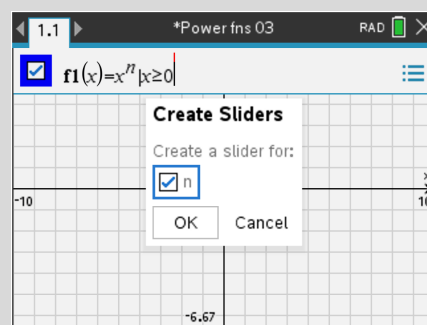 1.1 *Power fns 03 RAD
f1(x)=xⁿ|x≥0
Create Sliders
Create a slider for:
n
OK Cancel
-10
10
-6.67